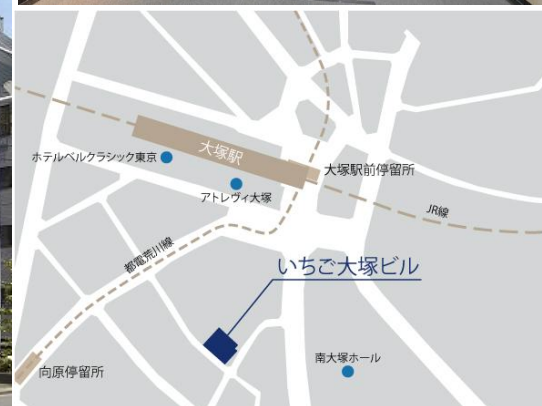 大塚駅
ホテルベルクラシック東京
大塚駅前停留所
アトレヴィ大塚
JR線
都電荒川線
いちご大塚ビル
南大塚ホール
向原停留所